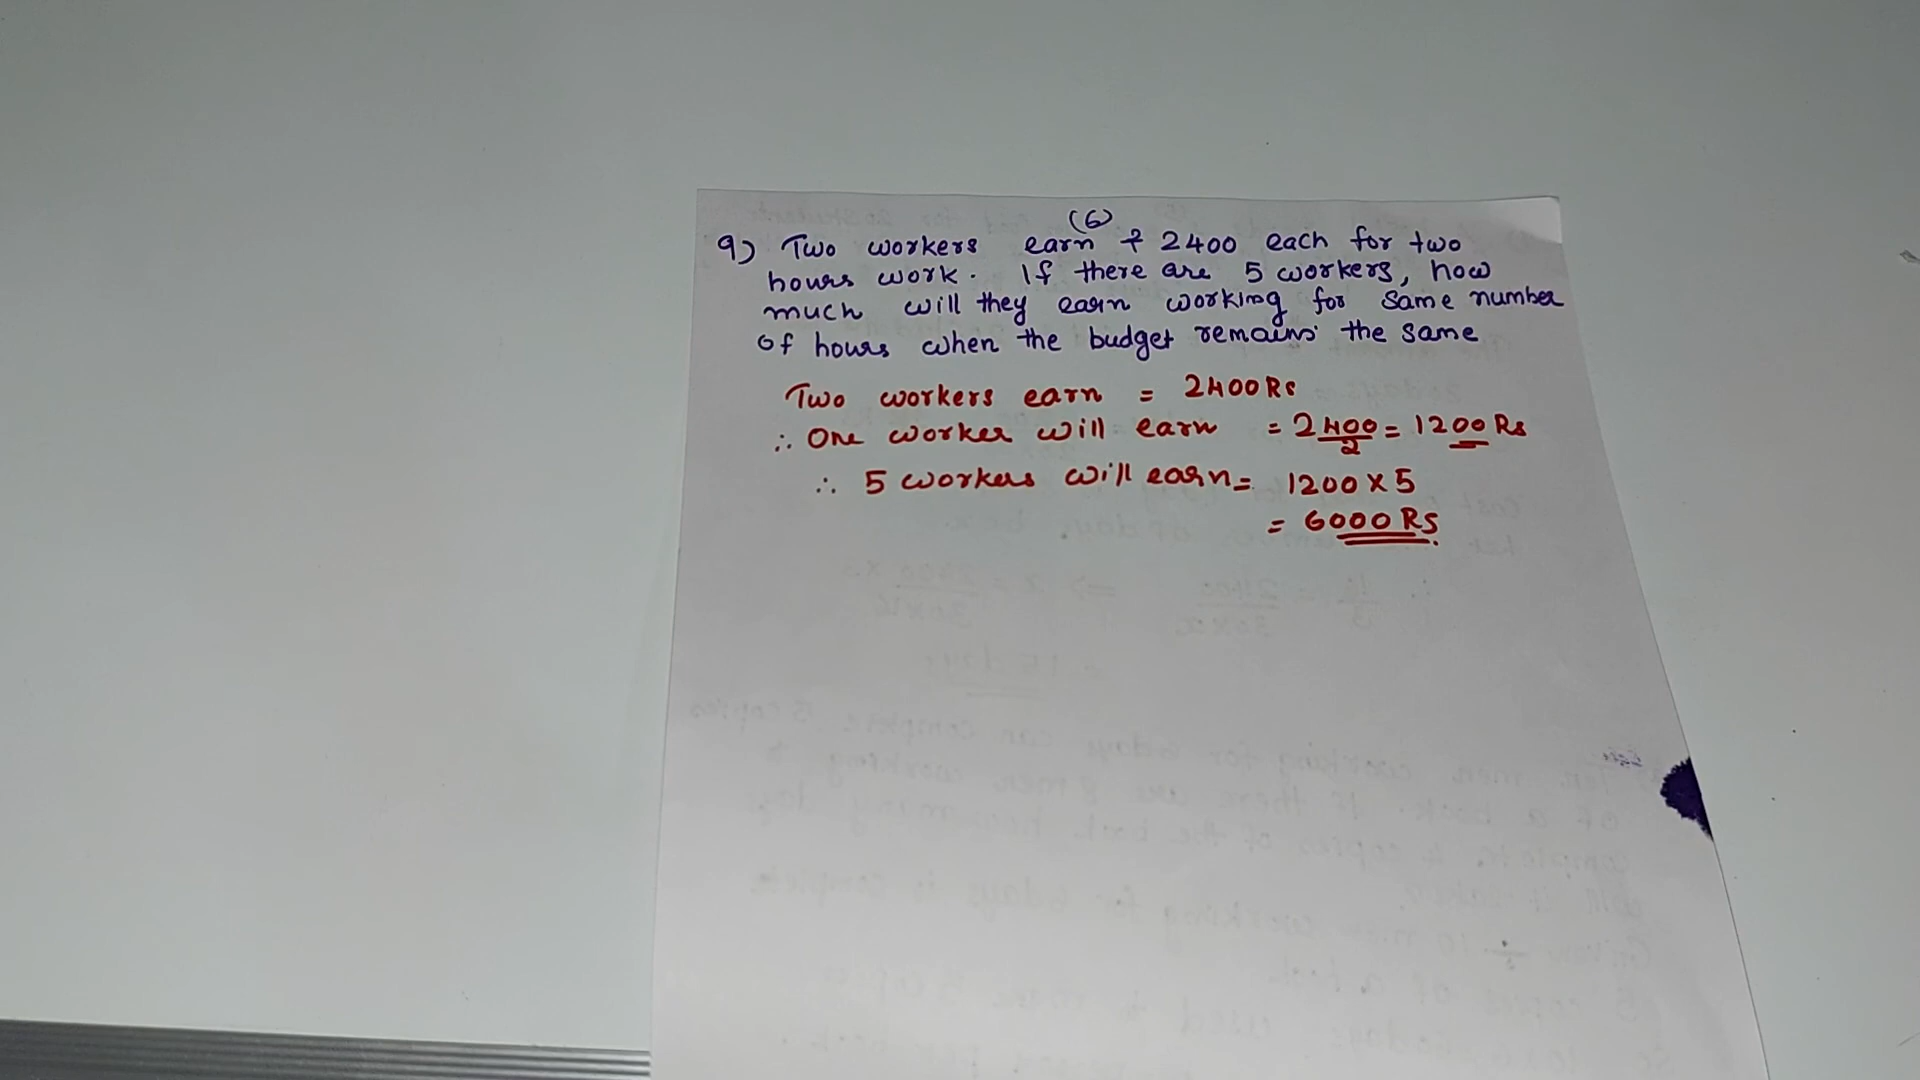 (6)
9) Two workers earn ₹ 2400 each for two
hours work. If there are 5 workers, how
much will they earn working for same number
of hours when the budget remains the same
Two workers earn = 2400 Rs
∴ One worker will earn = 2400/2 = 1200 Rs
∴ 5 workers will earn = 1200 x 5
= 6000 Rs.